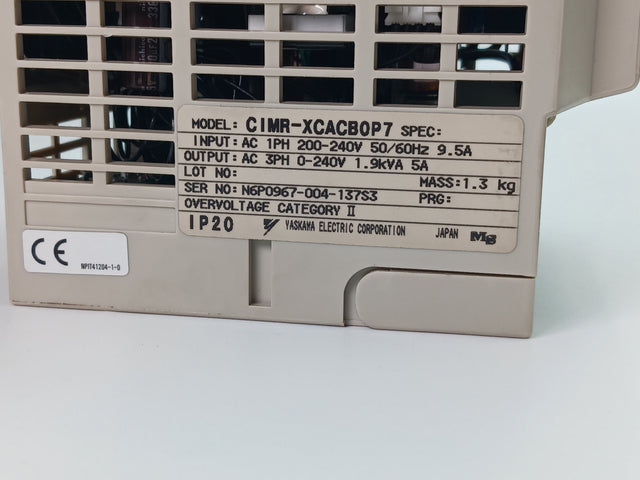 MODEL: CIMR-XCACB0P7 SPEC:
INPUT: AC 1PH 200-240V 50/60Hz 9.5A
OUTPUT: AC 3PH 0-240V 1.9kVA 5A
LOT NO: MASS: 1.3 kg
SER NO: N6P0967-004-137S3 PRG:
OVERVOLTAGE CATEGORY II
IP20 YASKAWA ELECTRIC CORPORATION JAPAN MS
CE
NPIT41204-1-0